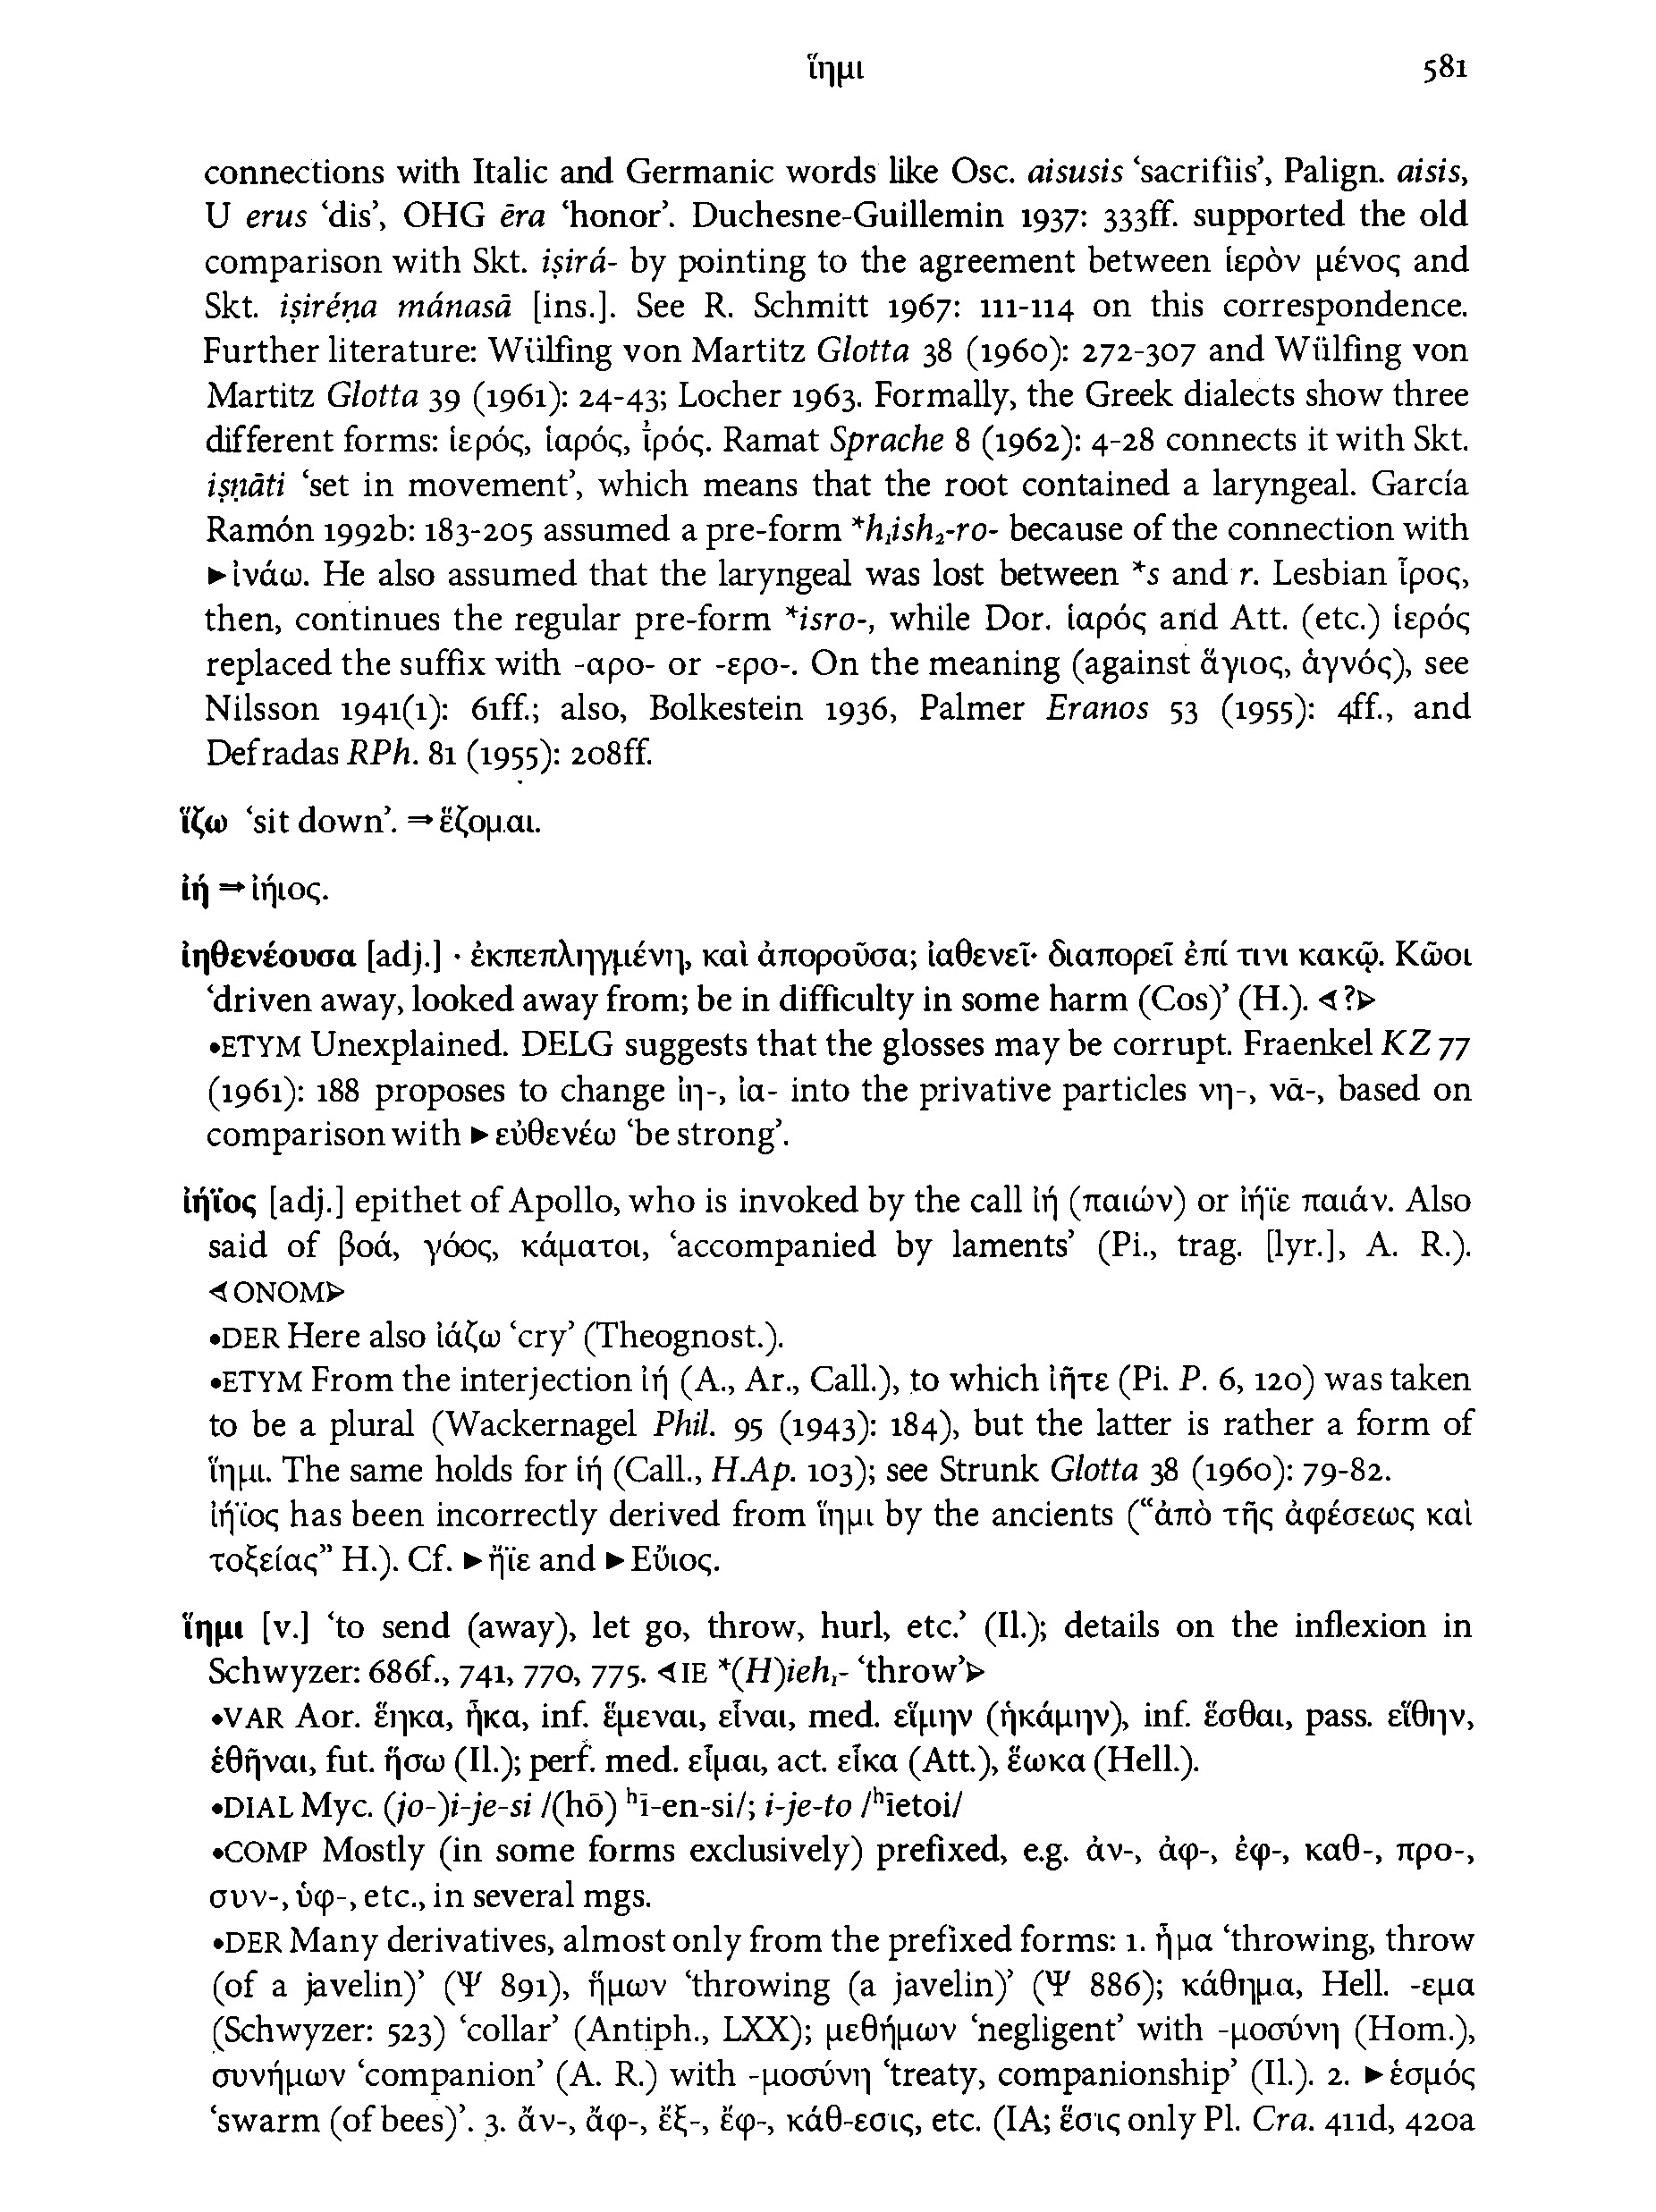 ἵημι 581
connections with Italic and Germanic words like Osc. aisusis ‘sacrifiis’, Palign. aisis,
U erus ‘dis’, OHG ēra ‘honor’. Duchesne-Guillemin 1937: 333ff. supported the old
comparison with Skt. iṣirá- by pointing to the agreement between ἱερὸν μένος and
Skt. iṣiréṇa mánasā [ins.]. See R. Schmitt 1967: 111-114 on this correspondence.
Further literature: Wülfing von Martitz Glotta 38 (1960): 272-307 and Wülfing von
Martitz Glotta 39 (1961): 24-43; Locher 1963. Formally, the Greek dialects show three
different forms: ἱερός, ἱαρός, ἰ̄ρός. Ramat Sprache 8 (1962): 4-28 connects it with Skt.
iṣṇāti ‘set in movement’, which means that the root contained a laryngeal. García
Ramón 1992b: 183-205 assumed a pre-form *h₁ish₂-ro- because of the connection with
►ἰνάω. He also assumed that the laryngeal was lost between *s and r. Lesbian ἶρος,
then, continues the regular pre-form *isro-, while Dor. ἱαρός and Att. (etc.) ἱερός
replaced the suffix with -αρο- or -ερο-. On the meaning (against ἅγιος, ἁγνός), see
Nilsson 1941(1): 61ff.; also, Bolkestein 1936, Palmer Eranos 53 (1955): 4ff., and
Defradas RPh. 81 (1955): 208ff.
ἵζω ‘sit down’. ⇒ἕζομαι.
ἰή ⇒ἰήιος.
ἰηθενέουσα [adj.] · ἐκπεπληγμένη, καὶ ἀποροῦσα; ἰαθενεῖ· διαπορεῖ ἐπί τινι κακῷ. Κῶοι
‘driven away, looked away from; be in difficulty in some harm (Cos)’ (H.). ◄?►
•ETYM Unexplained. DELG suggests that the glosses may be corrupt. Fraenkel KZ 77
(1961): 188 proposes to change ἰη-, ἰα- into the privative particles νη-, νᾱ-, based on
comparison with ►εὐθενέω ‘be strong’.
ἰήϊος [adj.] epithet of Apollo, who is invoked by the call ἰή (παιών) or ἰήϊε παιάν. Also
said of βοά, γόος, κάματοι, ‘accompanied by laments’ (Pi., trag. [lyr.], A. R.).
◄ONOM►
•DER Here also ἰάζω ‘cry’ (Theognost.).
•ETYM From the interjection ἰή (A., Ar., Call.), to which ἰῆτε (Pi. P. 6, 120) was taken
to be a plural (Wackernagel Phil. 95 (1943): 184), but the latter is rather a form of
ἵημι. The same holds for ἵή (Call., H.Ap. 103); see Strunk Glotta 38 (1960): 79-82.
ἰήϊος has been incorrectly derived from ἵημι by the ancients (“ἀπὸ τῆς ἀφέσεως καὶ
τοξείας” H.). Cf. ►ἤϊε and ►Εὔιος.
ἵημι [v.] ‘to send (away), let go, throw, hurl, etc.’ (Il.); details on the inflexion in
Schwyzer: 686f., 741, 770, 775. ◄IE *(H)ieh₁- ‘throw’►
•VAR Aor. ἕηκα, ἧκα, inf. ἕμεναι, εἶναι, med. εἵμην (ἡκάμην), inf. ἕσθαι, pass. εἵθην,
ἑθῆναι, fut. ἥσω (Il.); perf. med. εἷμαι, act. εἷκα (Att.), ἕωκα (Hell.).
•DIAL Myc. (jo-)i-je-si /(hō) ʰī-en-si/; i-je-to /ʰīetoi/
•COMP Mostly (in some forms exclusively) prefixed, e.g. ἀν-, ἀφ-, ἐφ-, καθ-, προ-,
συν-, ὑφ-, etc., in several mgs.
•DER Many derivatives, almost only from the prefixed forms: 1. ἧμα ‘throwing, throw
(of a javelin)’ (Ψ 891), ἥμων ‘throwing (a javelin)’ (Ψ 886); κάθημα, Hell. -εμα
(Schwyzer: 523) ‘collar’ (Antiph., LXX); μεθήμων ‘negligent’ with -μοσύνη (Hom.),
συνήμων ‘companion’ (A. R.) with -μοσύνη ‘treaty, companionship’ (Il.). 2. ►ἑσμός
‘swarm (of bees)’. 3. ἄν-, ἄφ-, ἔξ-, ἔφ-, κάθ-εσις, etc. (IA; ἕσις only Pl. Cra. 411d, 420a